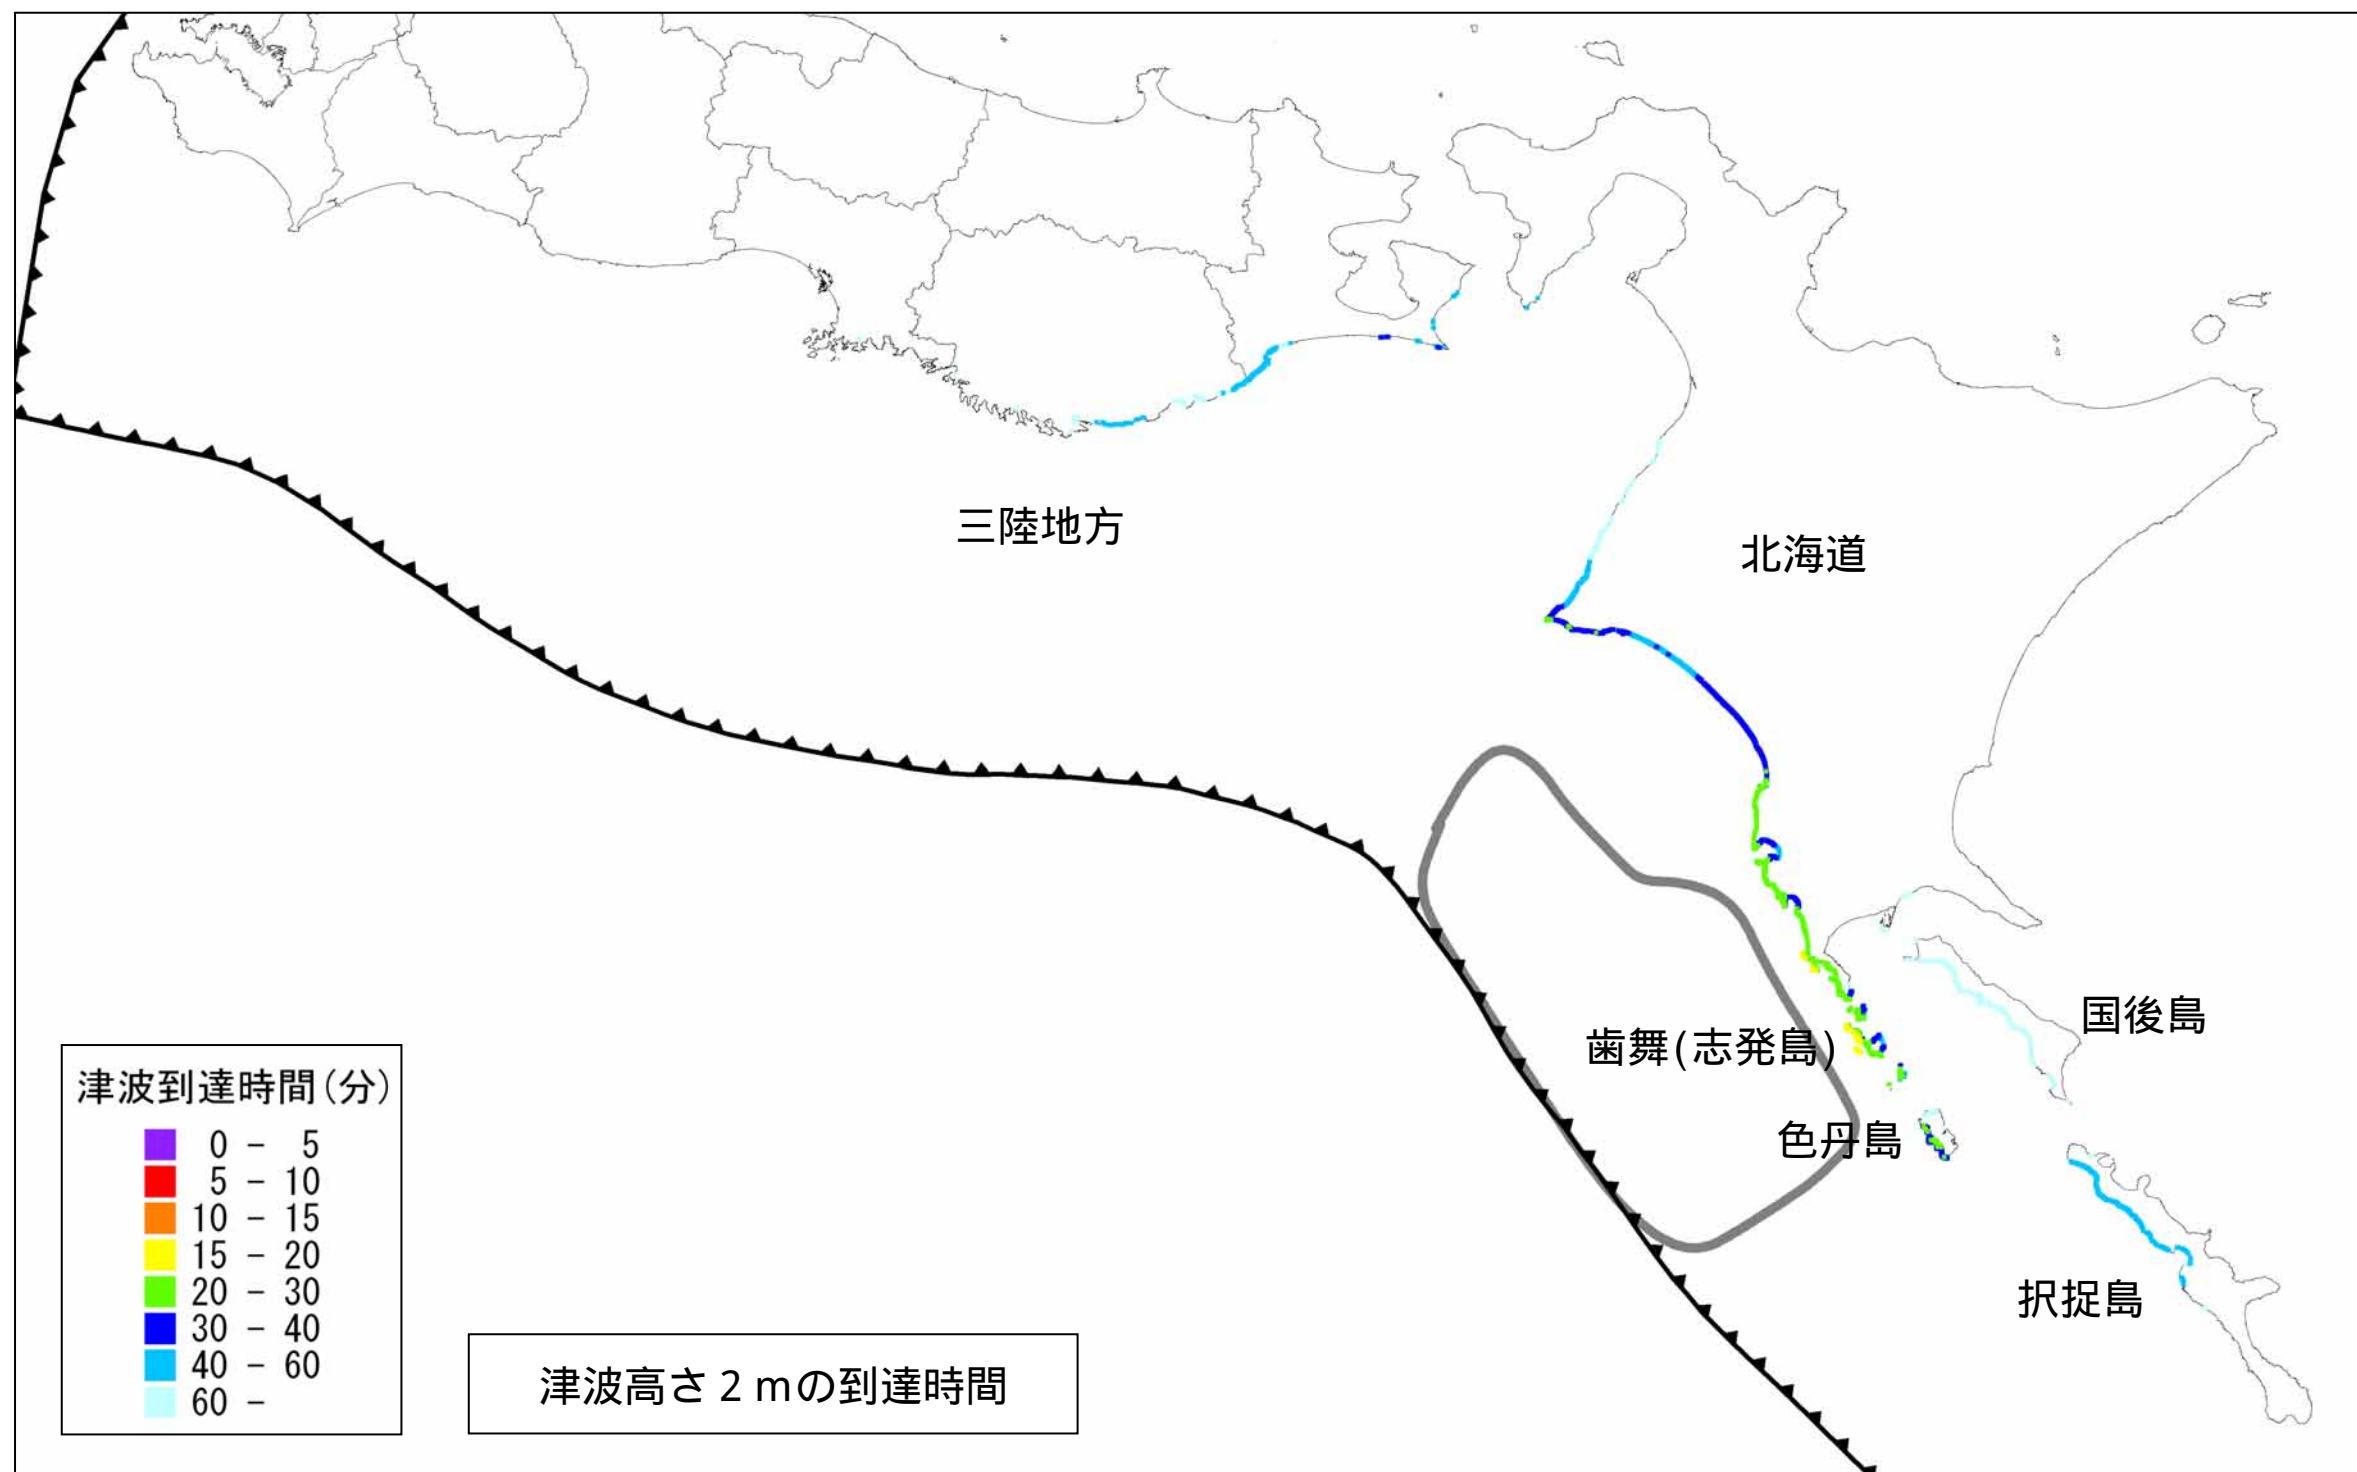 三陸地方
北海道
国後島
歯舞(志発島)
色丹島
択捉島
津波到達時間(分)
0 － 5
5 － 10
10 － 15
15 － 20
20 － 30
30 － 40
40 － 60
60 －
津波高さ2mの到達時間